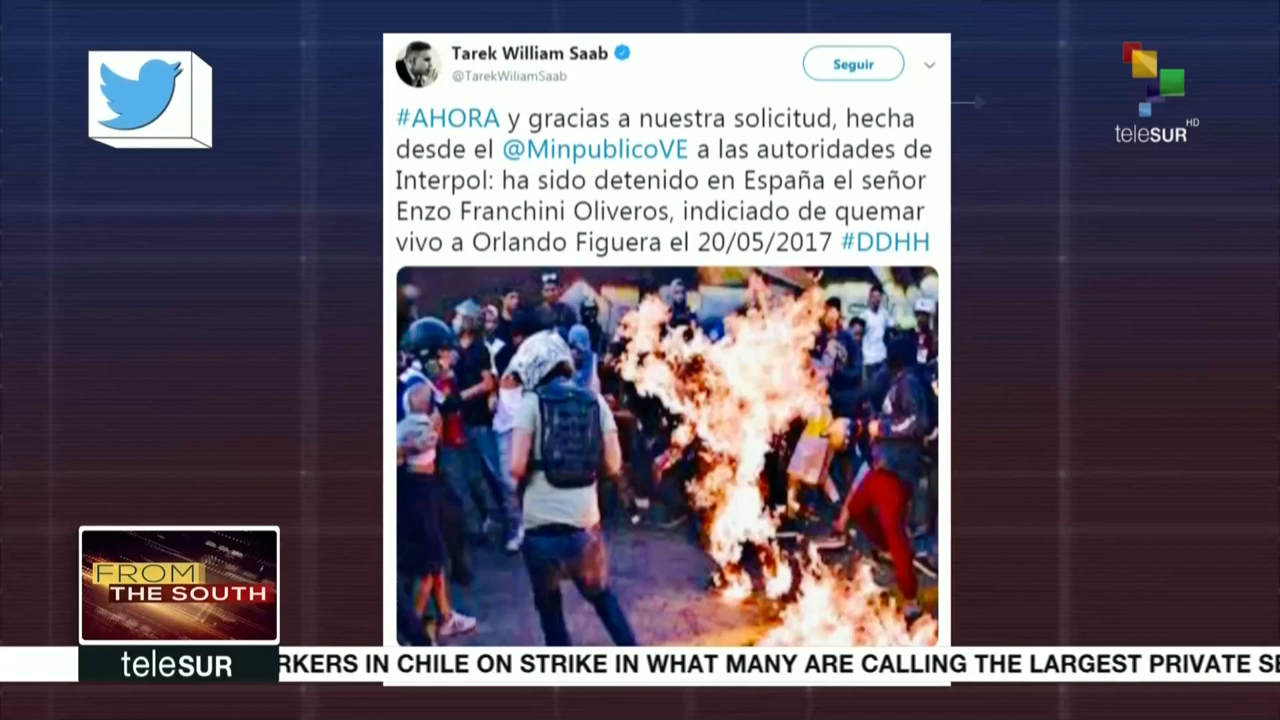 Tarek William Saab
@TarekWiliamSaab
Seguir
#AHORA y gracias a nuestra solicitud, hecha
desde el @MinpublicoVE a las autoridades de
Interpol: ha sido detenido en España el señor
Enzo Franchini Oliveros, indiciado de quemar
vivo a Orlando Figuera el 20/05/2017 #DDHH
teleSUR HD
FROM
THE SOUTH
teleSUR
RKERS IN CHILE ON STRIKE IN WHAT MANY ARE CALLING THE LARGEST PRIVATE SE